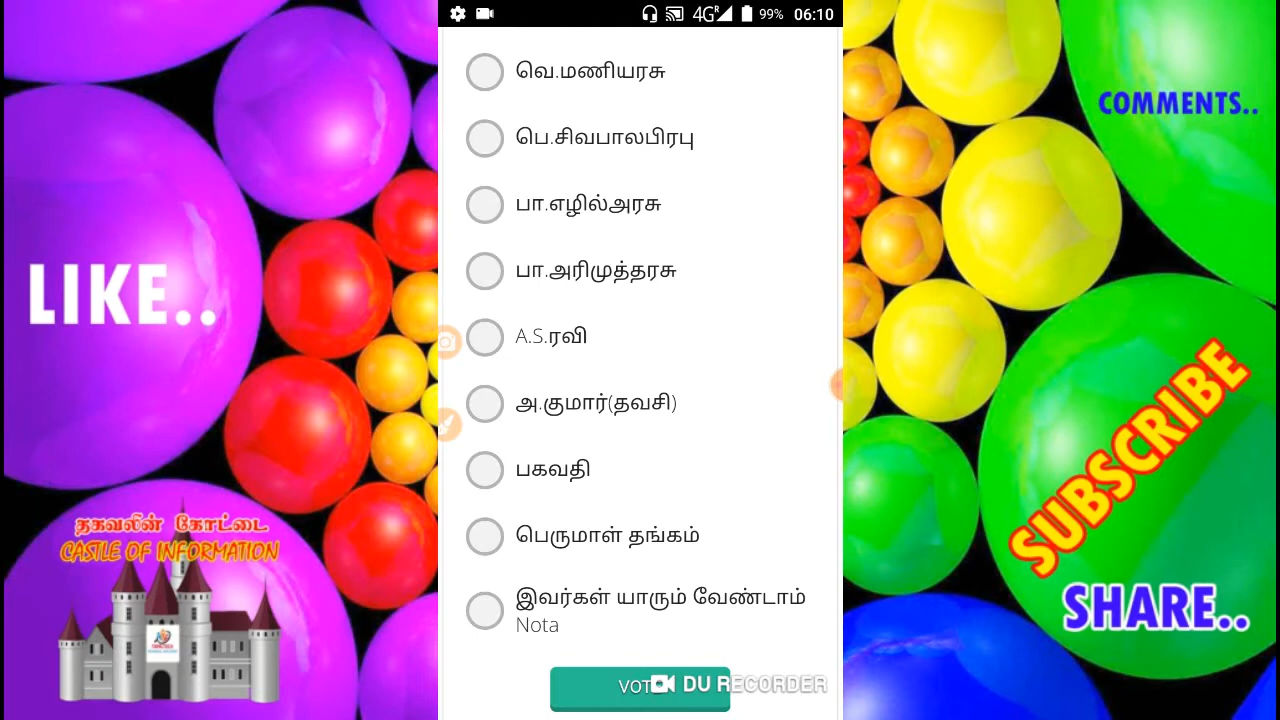 99% 06:10
வெ.மணியரசு
பெ.சிவபாலபிரபு
பா.எழில்அரசு
பா.அரிமுத்தரசு
A.S.ரவி
அ.குமார்(தவசி)
பகவதி
பெருமாள் தங்கம்
இவர்கள் யாரும் வேண்டாம்
Nota
DU RECORDER
LIKE..
தகவலின் கோட்டை
CASTLE OF INFORMATION
COMMENTS..
SUBSCRIBE
SHARE..